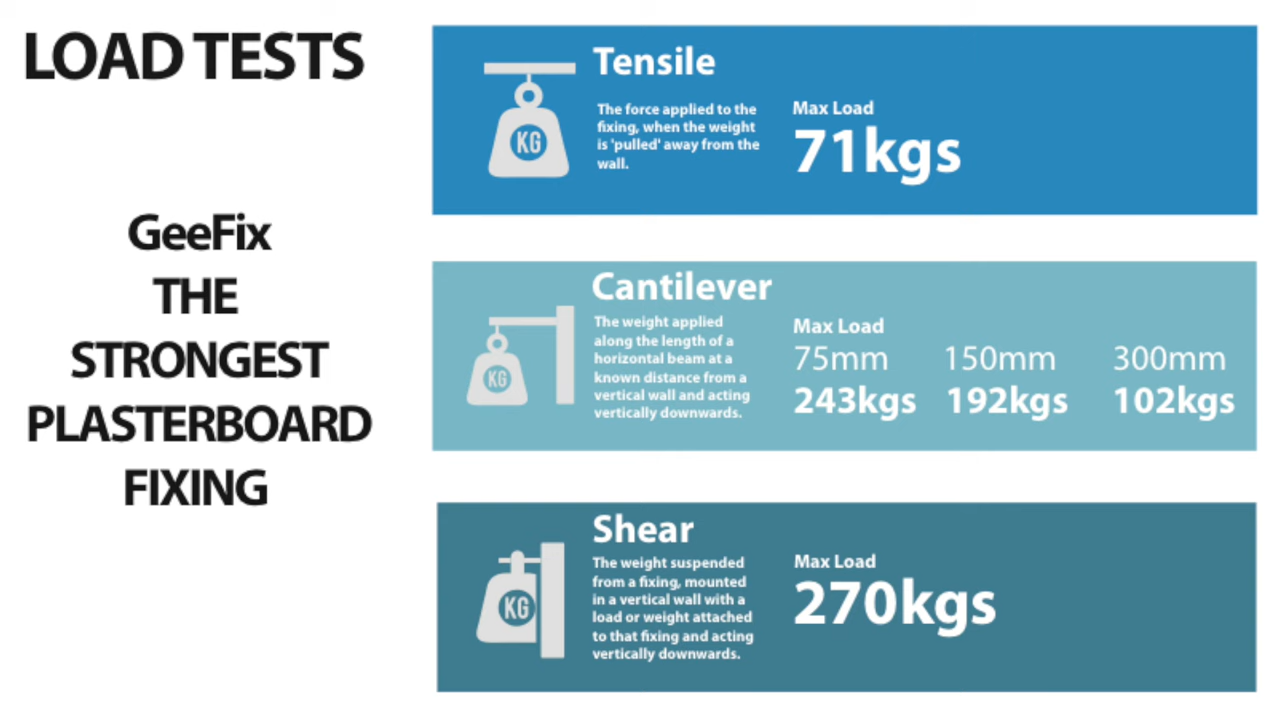 LOAD TESTS
GeeFix
THE
STRONGEST
PLASTERBOARD
FIXING
KG
Tensile
The force applied to the
fixing, when the weight
is 'pulled' away from the
wall.
Max Load
71kgs
KG
Cantilever
The weight applied
along the length of a
horizontal beam at a
known distance from a
vertical wall and acting
vertically downwards.
Max Load
75mm 150mm 300mm
243kgs 192kgs 102kgs
KG
Shear
The weight suspended
from a fixing, mounted
in a vertical wall with a
load or weight attached
to that fixing and acting
vertically downwards.
Max Load
270kgs